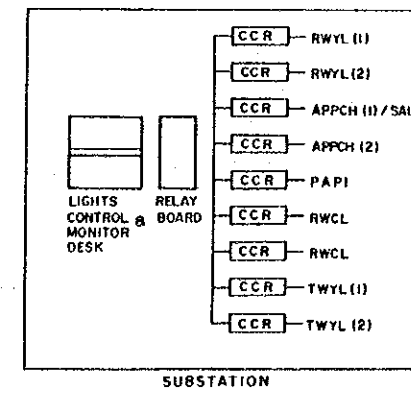 CCR RWYL (1)
CCR RWYL (2)
CCR APPCH (1)/SAL
CCR APPCH (2)
CCR PAPI
CCR RWCL
CCR RWCL
CCR TWYL (1)
CCR TWYL (2)
LIGHTS
CONTROL a
MONITOR
DESK
RELAY
BOARD
SUBSTATION